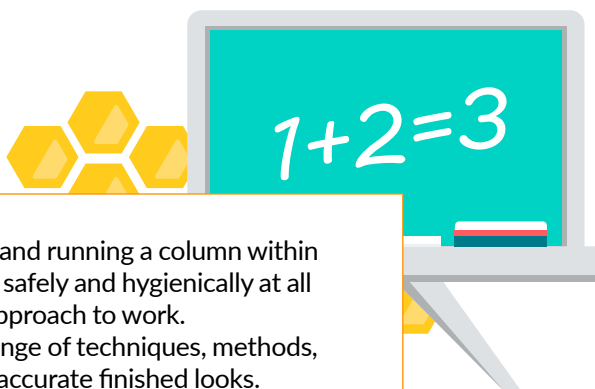 1+2=3
and running a column within
safely and hygienically at all
approach to work.
nge of techniques, methods,
accurate finished looks.